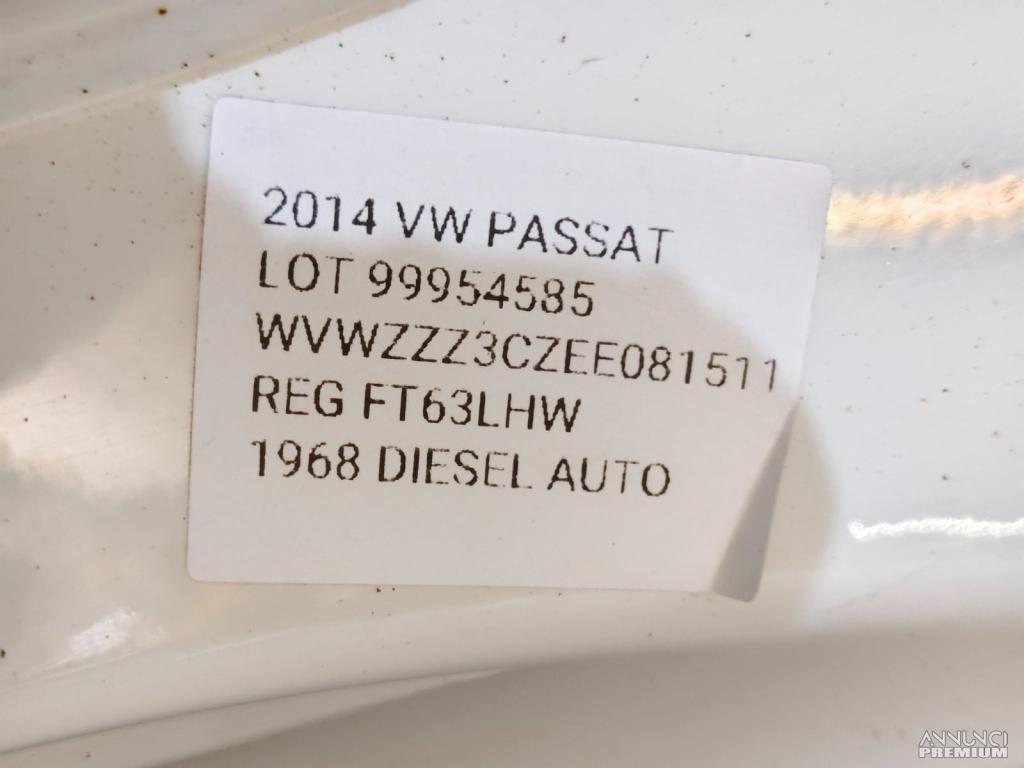 2014 VW PASSAT
LOT 99954585
WVWZZZ3CZEE081511
REG FT63LHW
1968 DIESEL AUTO
ANNUNCI
PREMIUM